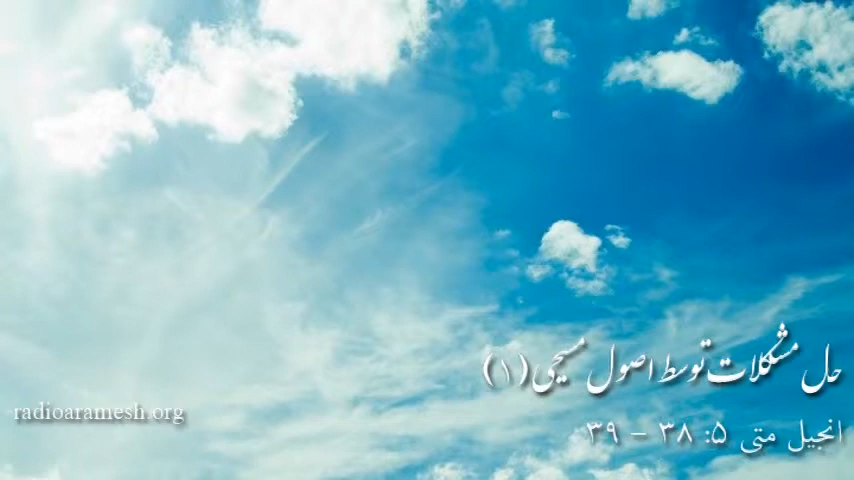 حل مشکلات توسط اصول مسیحی (۱)
انجیل متی ۵: ۳۸ – ۳۹
radioaramesh.org